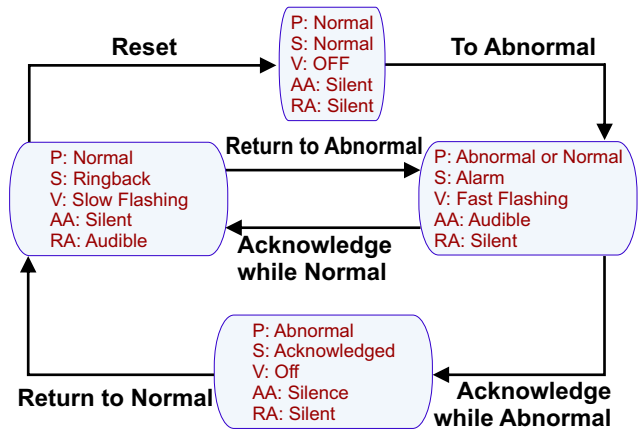 P: Normal
S: Normal
V: OFF
AA: Silent
RA: Silent
Reset
To Abnormal
P: Normal
S: Ringback
V: Slow Flashing
AA: Silent
RA: Audible
Return to Abnormal
Acknowledge
while Normal
P: Abnormal or Normal
S: Alarm
V: Fast Flashing
AA: Audible
RA: Silent
P: Abnormal
S: Acknowledged
V: Off
AA: Silence
RA: Silent
Return to Normal
Acknowledge
while Abnormal